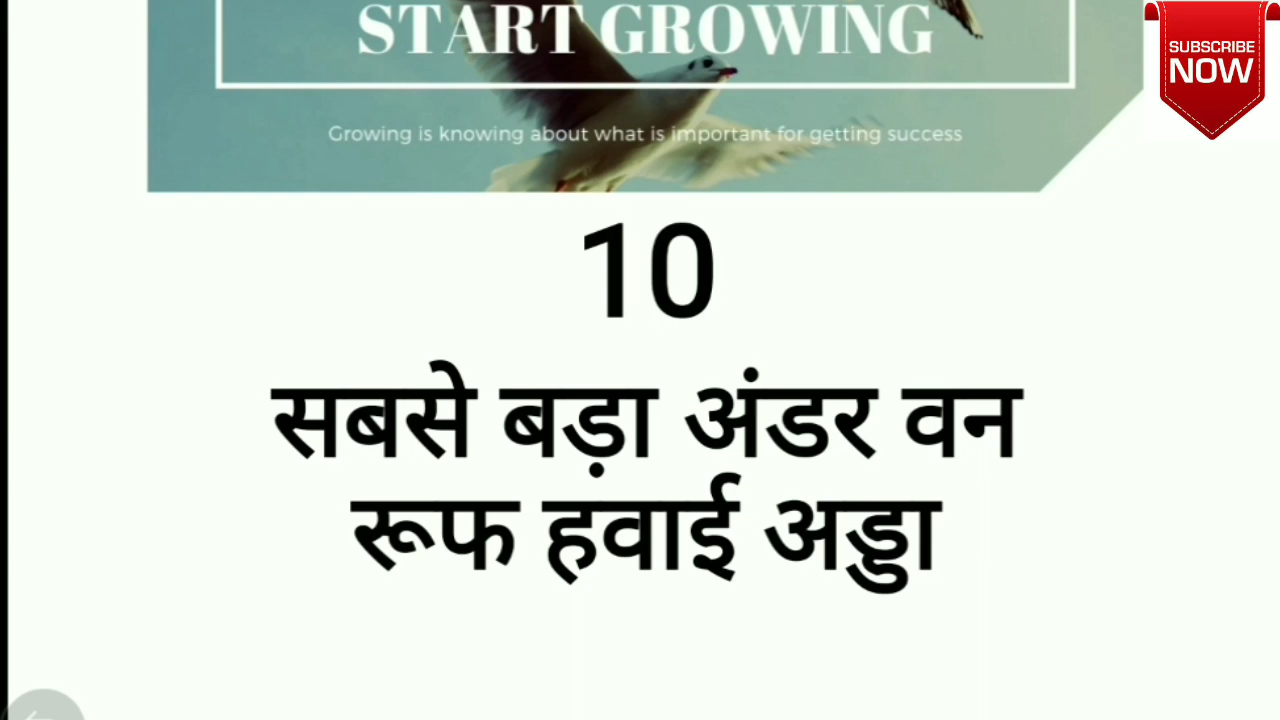 START GROWING
Growing is knowing about what is important for getting success
SUBSCRIBE
NOW
10
सबसे बड़ा अंडर वन
रूफ हवाई अड्डा